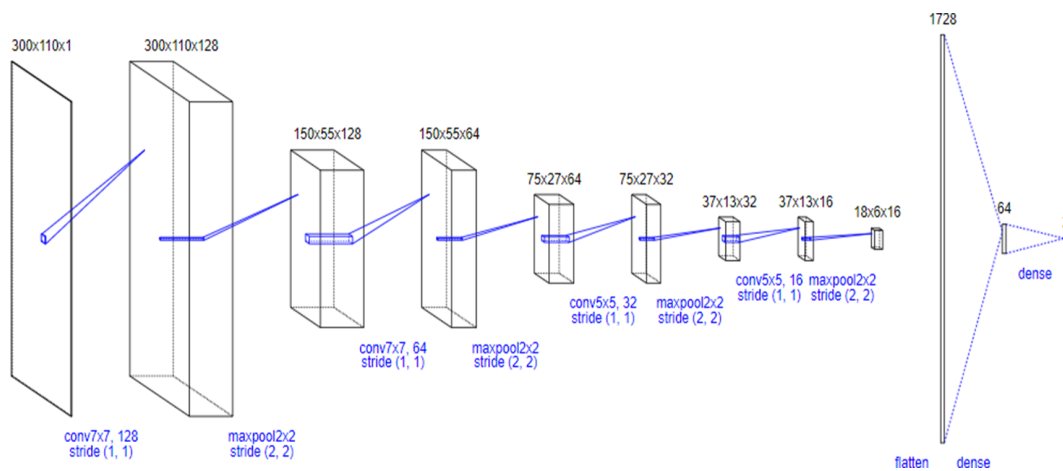 1728
300x110x1
300x110x128
150x55x128
150x55x64
75x27x64
75x27x32
37x13x32
37x13x16
18x6x16
64
dense
conv5x5, 32
stride (1, 1)
maxpool2x2
stride (2, 2)
conv5x5, 16
stride (1, 1)
maxpool2x2
stride (2, 2)
conv7x7, 64
stride (1, 1)
maxpool2x2
stride (2, 2)
conv7x7, 128
stride (1, 1)
maxpool2x2
stride (2, 2)
flatten
dense